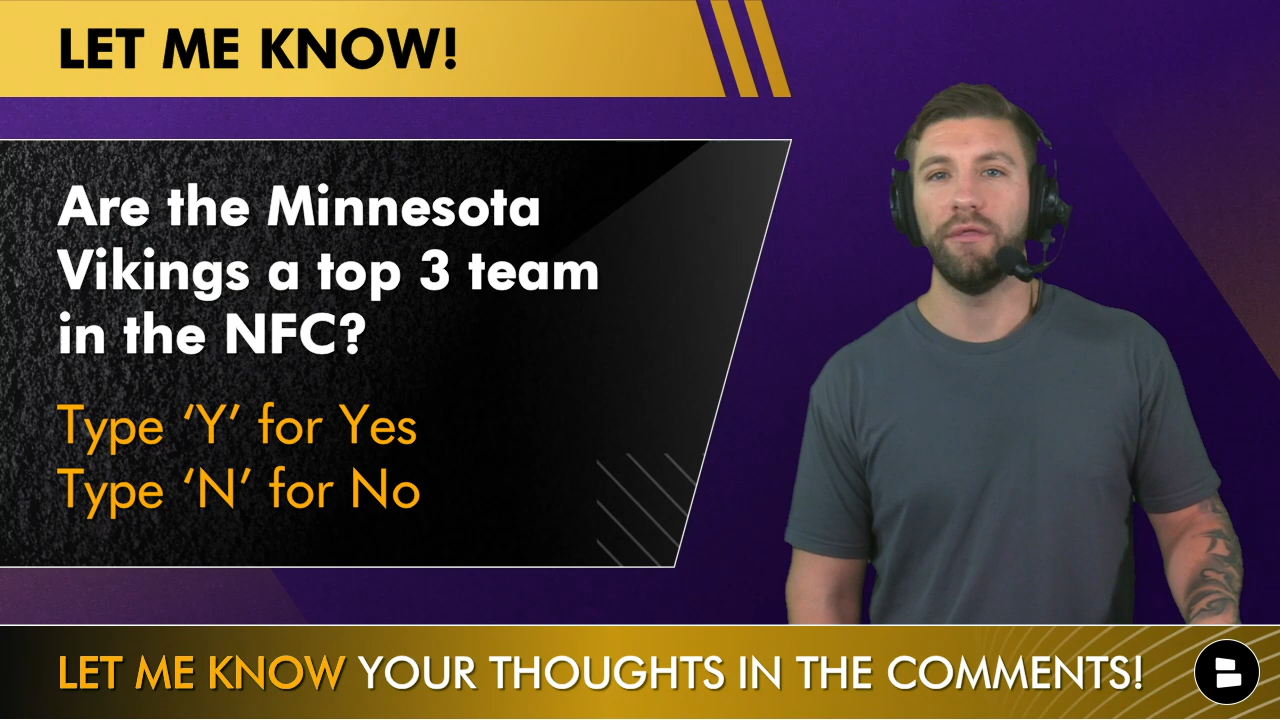 LET ME KNOW!
Are the Minnesota
Vikings a top 3 team
in the NFC?
Type ‘Y’ for Yes
Type ‘N’ for No
LET ME KNOW YOUR THOUGHTS IN THE COMMENTS!